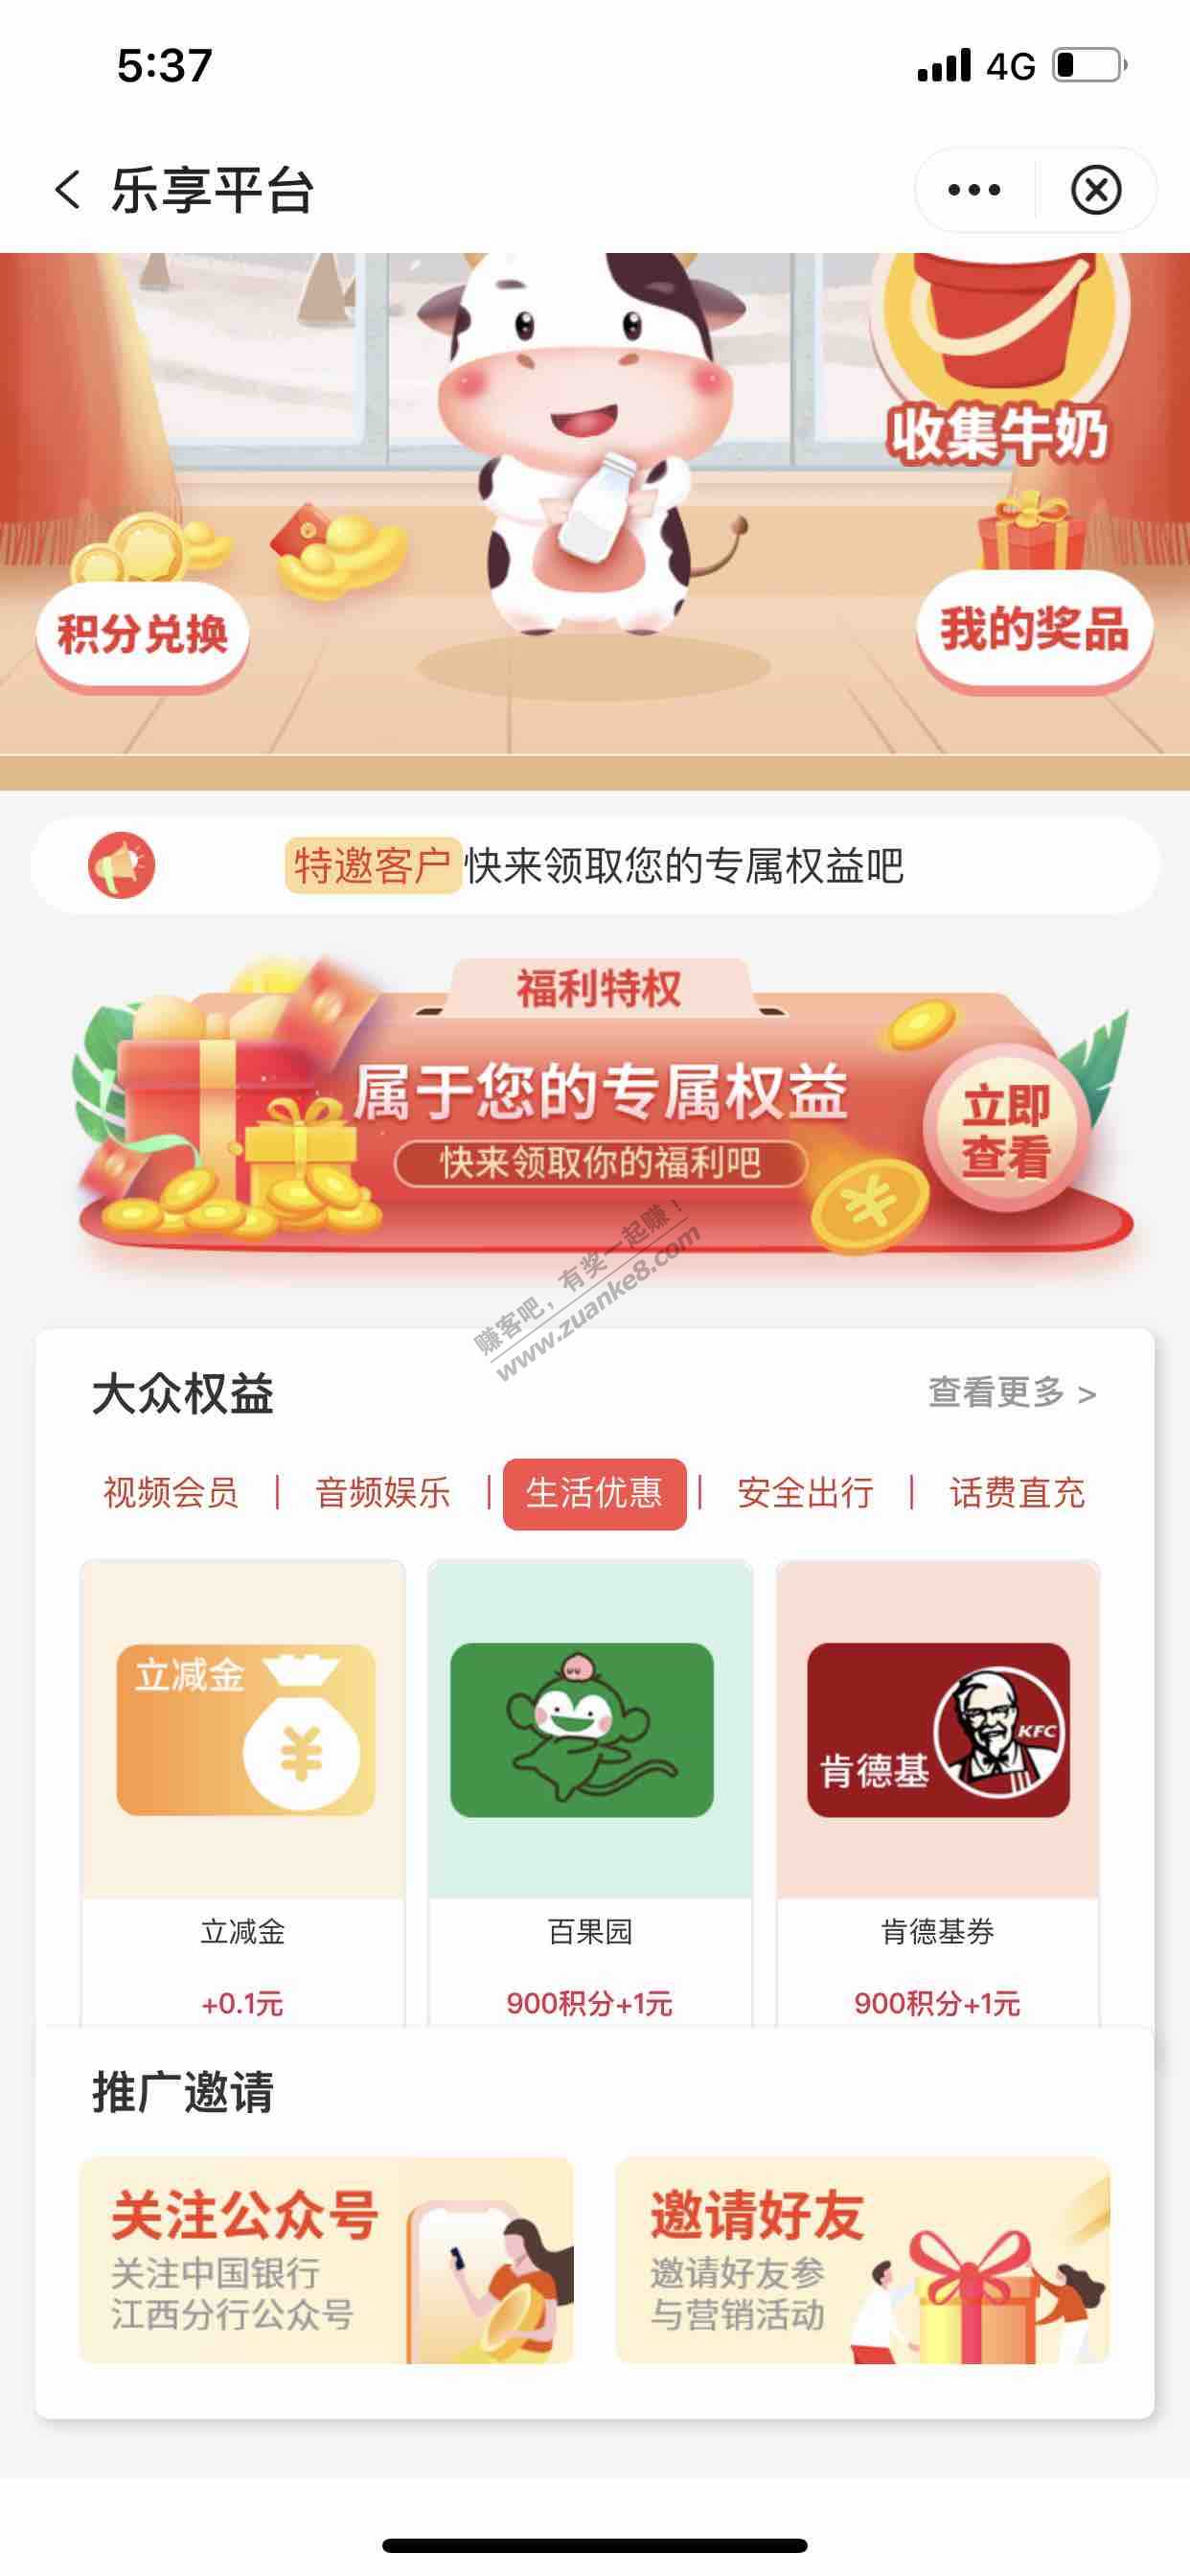 5:37
4G
乐享平台
收集牛奶
积分兑换
我的奖品
特邀客户 快来领取您的专属权益吧
福利特权
属于您的专属权益
快来领取你的福利吧
立即
查看
¥
赚客吧，有奖一起赚！
www.zuanke8.com
大众权益
查看更多 >
视频会员
音频娱乐
生活优惠
安全出行
话费直充
立减金
¥
肯德基
KFC
立减金
百果园
肯德基券
+0.1元
900积分+1元
900积分+1元
推广邀请
关注公众号
关注中国银行
江西分行公众号
邀请好友
邀请好友参
与营销活动